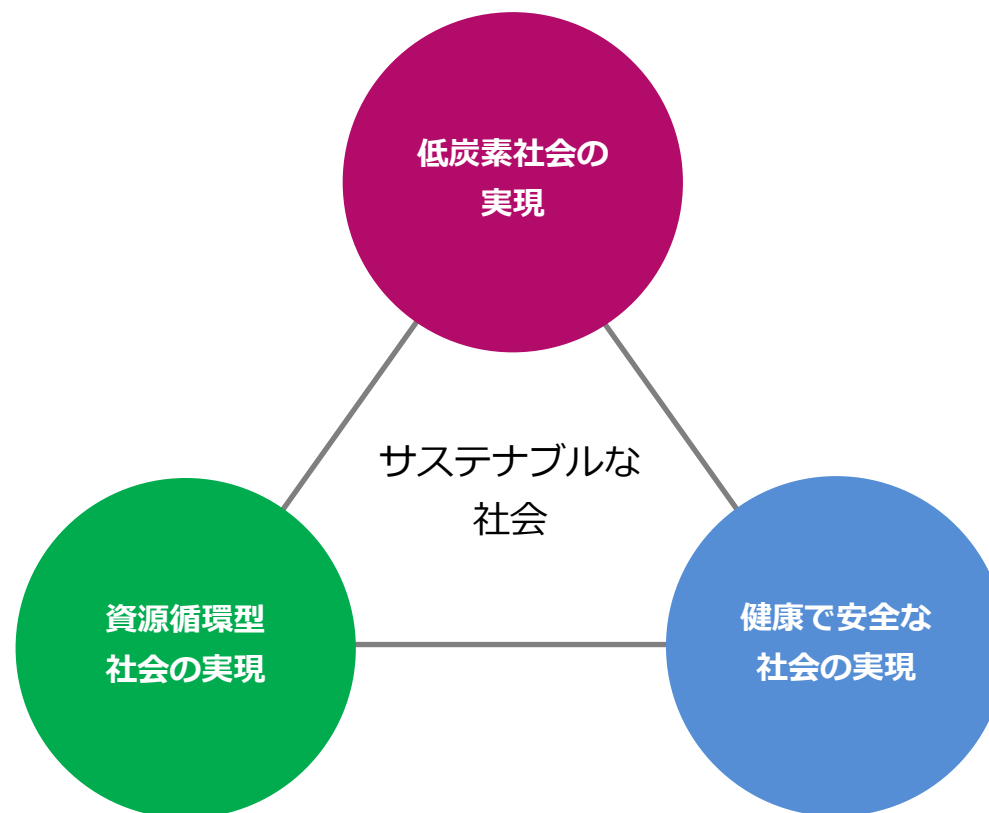 低炭素社会の
実現
サステナブルな
社会
資源循環型
社会の実現
健康で安全な
社会の実現